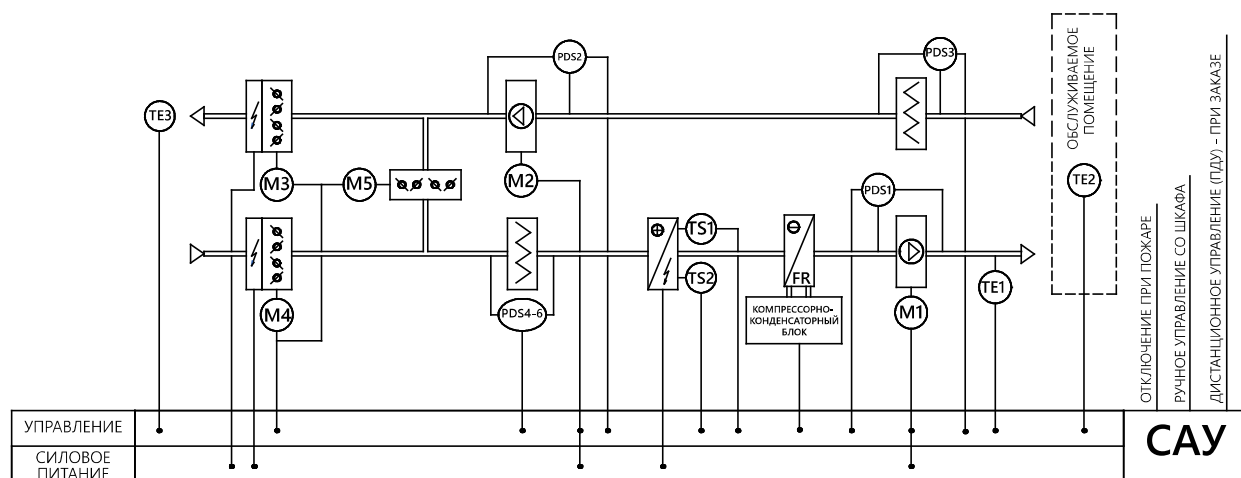 PDS2
PDS3
TE3
M3
M5
M2
PDS1
TE2
TS1
TS2
M4
PDS4-6
FR
КОМПРЕССОРНО-
КОНДЕНСАТОРНЫЙ
БЛОК
M1
TE1
ОБСЛУЖИВАЕМОЕ
ПОМЕЩЕНИЕ
ОТКЛЮЧЕНИЕ ПРИ ПОЖАРЕ
РУЧНОЕ УПРАВЛЕНИЕ СО ШКАФА
ДИСТАНЦИОННОЕ УПРАВЛЕНИЕ (ПДУ) - ПРИ ЗАКАЗЕ
УПРАВЛЕНИЕ
СИЛОВОЕ
ПИТАНИЕ
САУ